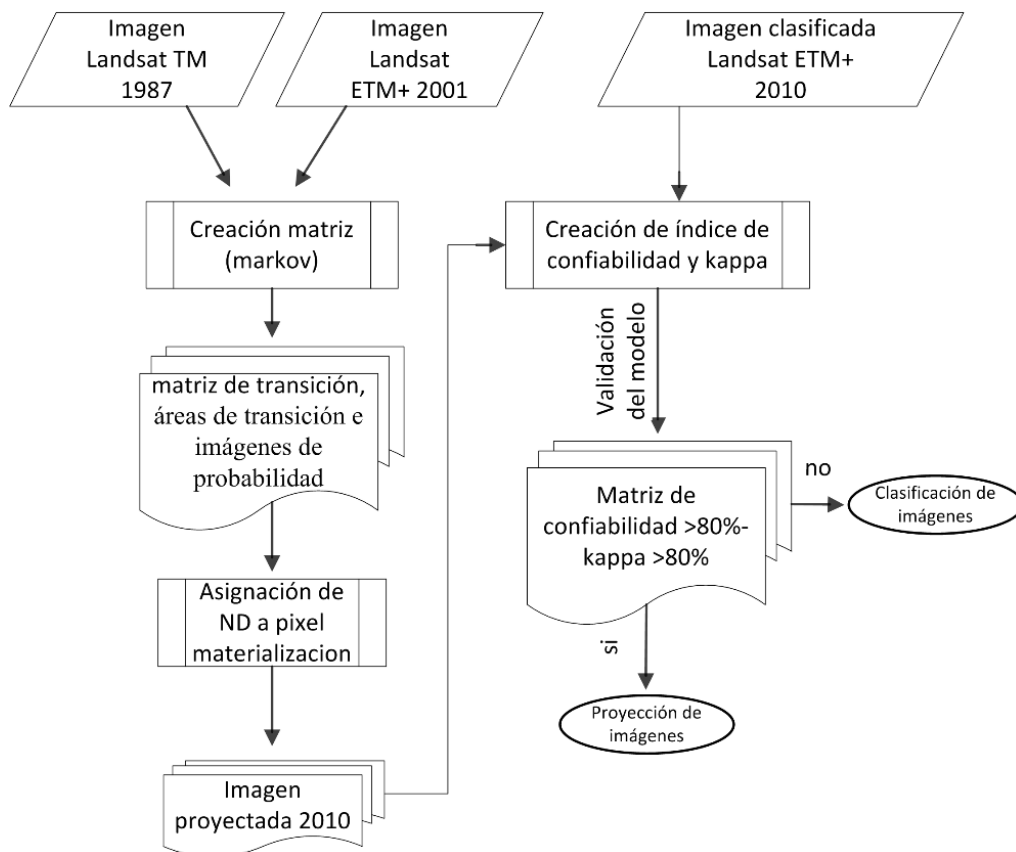 Imagen
Landsat TM
1987
Imagen
Landsat
ETM+ 2001
Imagen clasificada
Landsat ETM+
2010
Creación matriz
(markov)
Creación de índice de
confiabilidad y kappa
matriz de transición,
áreas de transición e
imágenes de
probabilidad
Validación
del modelo
Matriz de
confiabilidad >80%-
kappa >80%
no
Clasificación de
imágenes
Asignación de
ND a pixel
materializacion
si
Proyección de
imágenes
Imagen
proyectada 2010